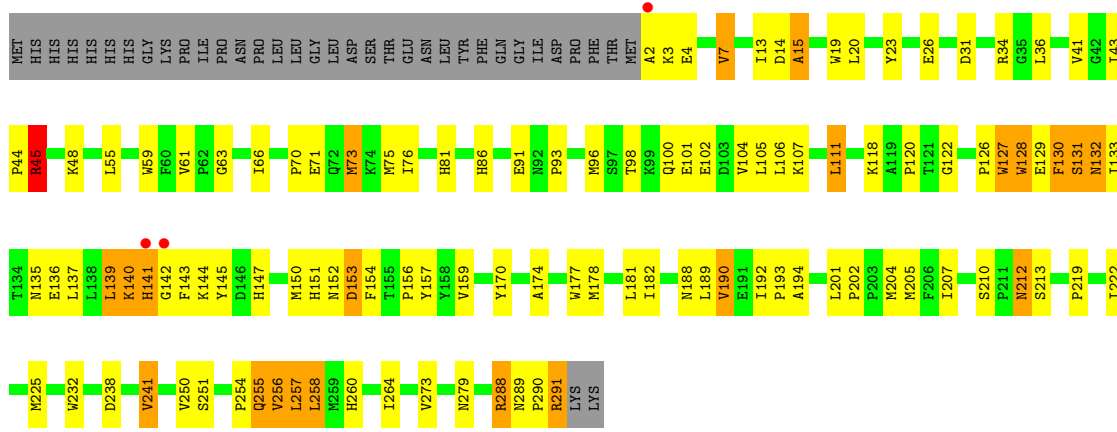 MET HIS HIS HIS HIS HIS HIS GLY LYS PRO ILE PRO ASN PRO LEU LEU GLY LEU ASP SER THR GLU ASN LEU TYR PHE GLN GLY ILE ASP PRO PHE THR MET A2 K3 E4 V7 I13 D14 A15 W19 L20 Y23 E26 D31 R34 G35 L36 V41 G42 I43
P44 R45 K48 L55 W59 F60 V61 P62 G63 I66 P70 E71 Q72 M73 K74 M75 I76 H81 H86 E91 N92 P93 M96 S97 T98 K99 Q100 E101 E102 D103 V104 L105 L106 K107 L111 K118 A119 P120 T121 G122 P126 W127 W128 E129 F130 S131 N132 I133
T134 N135 E136 L137 L138 L139 K140 H141 G142 F143 K144 Y145 D146 H147 M150 H151 N152 D153 F154 T155 P156 Y157 Y158 V159 Y170 A174 W177 M178 L181 I182 N188 L189 V190 E191 I192 P193 A194 L201 P202 P203 M204 M205 F206 I207 S210 P211 N212 S213 P219 I222
M225 W232 D238 V241 V250 S251 P254 Q255 V256 L257 L258 M259 H260 I264 V273 N279 R288 N289 P290 R291 LYS LYS